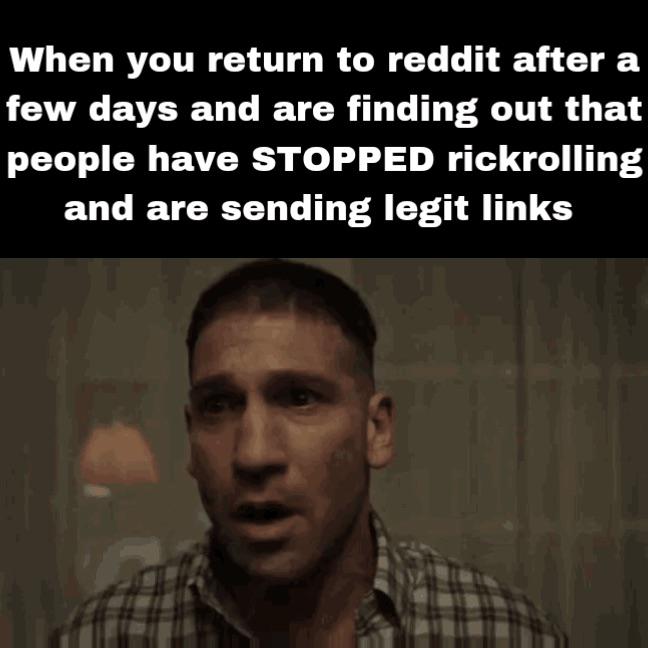 When you return to reddit after a
few days and are finding out that
people have STOPPED rickrolling
and are sending legit links